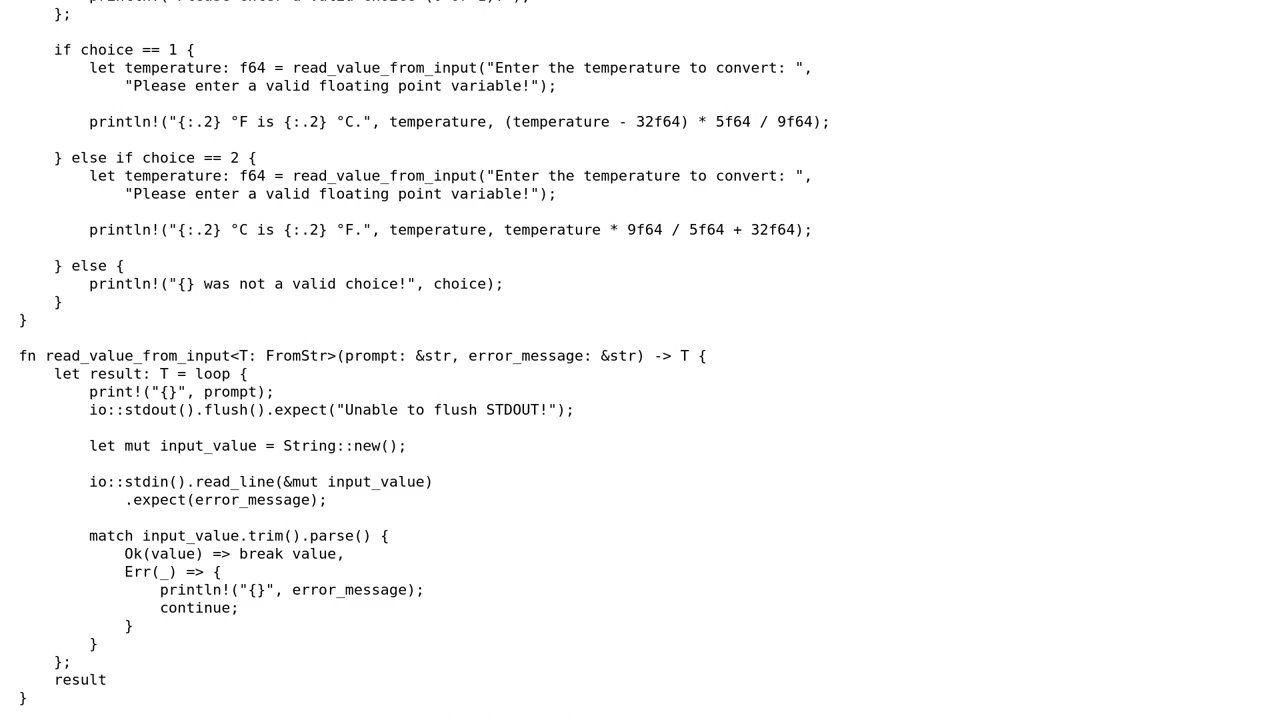 };

    if choice == 1 {
        let temperature: f64 = read_value_from_input("Enter the temperature to convert: ",
            "Please enter a valid floating point variable!");

        println!("{:.2} °F is {:.2} °C.", temperature, (temperature - 32f64) * 5f64 / 9f64);

    } else if choice == 2 {
        let temperature: f64 = read_value_from_input("Enter the temperature to convert: ",
            "Please enter a valid floating point variable!");

        println!("{:.2} °C is {:.2} °F.", temperature, temperature * 9f64 / 5f64 + 32f64);

    } else {
        println!("{} was not a valid choice!", choice);
    }
}

fn read_value_from_input<T: FromStr>(prompt: &str, error_message: &str) -> T {
    let result: T = loop {
        print!("{}", prompt);
        io::stdout().flush().expect("Unable to flush STDOUT!");

        let mut input_value = String::new();

        io::stdin().read_line(&mut input_value)
            .expect(error_message);

        match input_value.trim().parse() {
            Ok(value) => break value,
            Err(_) => {
                println!("{}", error_message);
                continue;
            }
        }
    };
    result
}